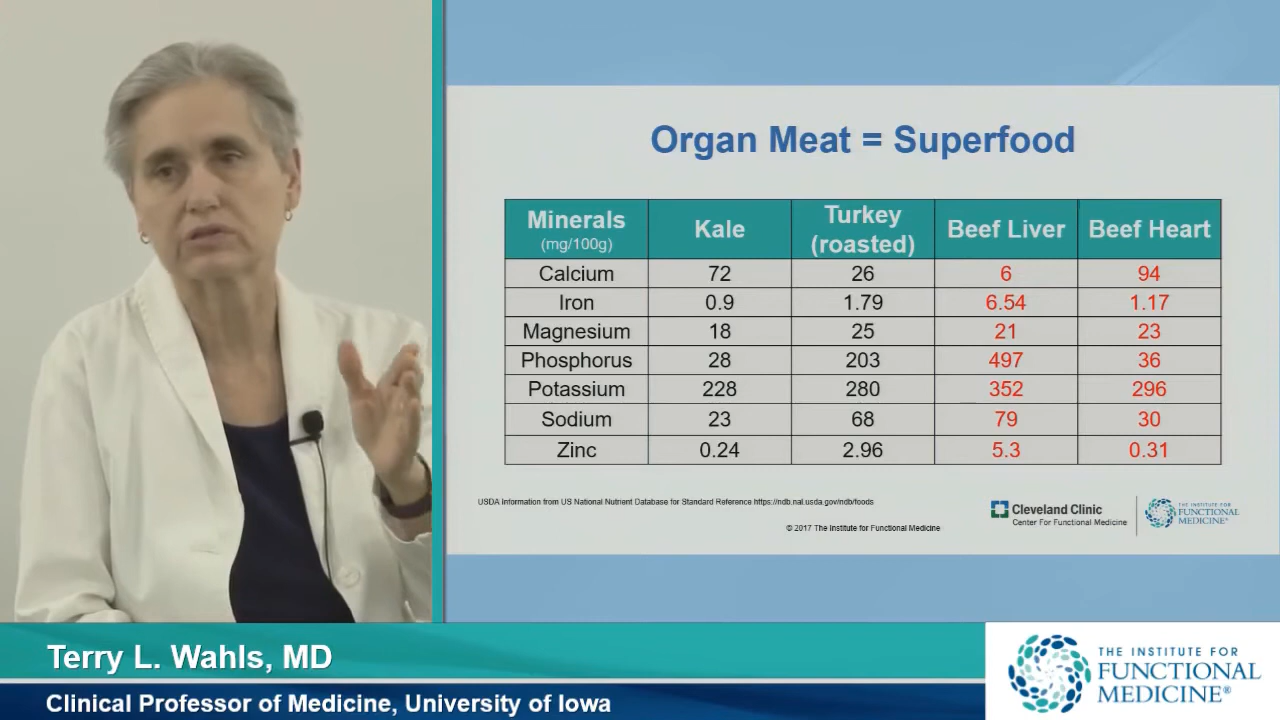 Organ Meat = Superfood
Minerals (mg/100g) Kale Turkey (roasted) Beef Liver Beef Heart
Calcium 72 26 6 94
Iron 0.9 1.79 6.54 1.17
Magnesium 18 25 21 23
Phosphorus 28 203 497 36
Potassium 228 280 352 296
Sodium 23 68 79 30
Zinc 0.24 2.96 5.3 0.31
USDA Information from US National Nutrient Database for Standard Reference https://ndb.nal.usda.gov/ndb/foods
Cleveland Clinic
Center For Functional Medicine
THE INSTITUTE FOR
FUNCTIONAL
MEDICINE®
© 2017 The Institute for Functional Medicine
Terry L. Wahls, MD
Clinical Professor of Medicine, University of Iowa
THE INSTITUTE FOR
FUNCTIONAL
MEDICINE®